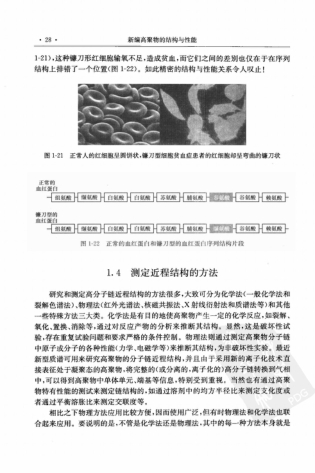 · 28 ·
新编高聚物的结构与性能
1-21),这种镰刀形红细胞输氧不足,造成贫血,而它们之间的差别也仅在于在序列
结构上排错了一个位置(图 1-22)。如此精密的结构与性能关系令人叹止!
图 1-21 正常人的红细胞呈两饼状,镰刀型细胞贫血症患者的红细胞却呈弯曲的镰刀状
正常的
血红蛋白
组氨酸 缬氨酸 白氨酸 白氨酸 苏氨酸 脯氨酸 谷氨酸 谷氨酸 赖氨酸
镰刀型的
血红蛋白
组氨酸 缬氨酸 白氨酸 白氨酸 苏氨酸 脯氨酸 缬氨酸 谷氨酸 赖氨酸
图 1-22 正常的血红蛋白和镰刀型的血红蛋白序列结构片段
1.4 测定近程结构的方法
研究和测定高分子链近程结构的方法很多,大致可分为化学法(一般化学法和
裂解色谱法)、物理法(红外光谱法、核磁共振法、X射线衍射法和质谱法等)和其他
一些特殊方法三大类。化学法是有目的地使高聚物产生一定的化学反应,如裂解、
氧化、置换、消除等,通过对反应产物的分析来推断其结构。显然,这是破坏性试
验,存在重复试验问题和要求严格的条件控制。物理法则通过测定高聚物分子链
中原子或分子的各种性能(力学、电磁学等)来推断其结构,为非破坏性实验。最近
新型质谱可用来研究高聚物的分子链近程结构,并且由于采用新的离子化技术直
接表征处于凝聚态的高聚物,将完整的(或分离的,离子化的)高分子链转换到气相
中,可以得到高聚物中单体单元、端基等信息,特别受到重视。当然也有通过高聚
物特有性能的测试来测定链结构的,如通过溶剂中的均方半径比来测定文化度或
者通过平衡溶胀比来测定交联度等。
相比之下物理方法应用比较方便,因而使用广泛,但有时物理法和化学法也联
合起来应用。要说明的是,不管是化学法还是物理法,其中的每一种方法本身就是